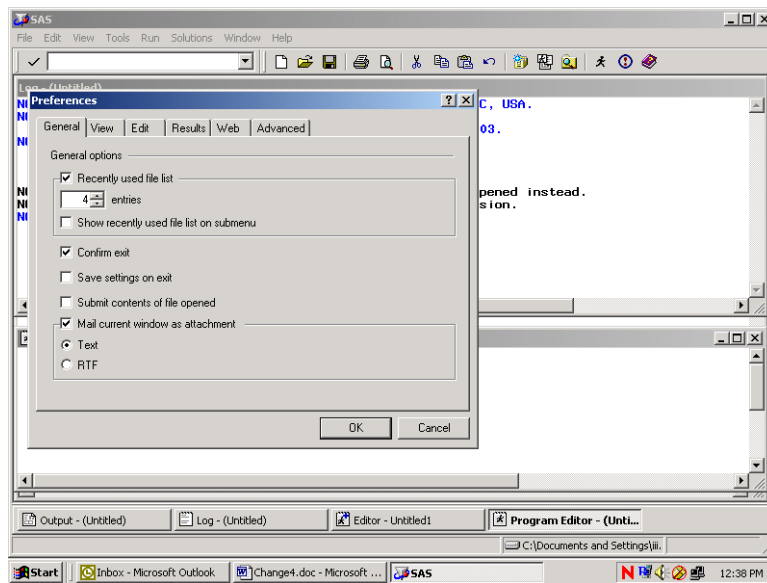 SAS
File Edit View Tools Run Solutions Window Help
Log - (Untitled)
C, USA.
03.
pened instead.
sion.
Preferences
General View Edit Results Web Advanced
General options
Recently used file list
4 entries
Show recently used file list on submenu
Confirm exit
Save settings on exit
Submit contents of file opened
Mail current window as attachment
Text
RTF
OK Cancel
Output - (Untitled) Log - (Untitled) Editor - Untitled1 Program Editor - (Unti...
C:\Documents and Settings\iii.
Start Inbox - Microsoft Outlook Change4.doc - Microsoft ... SAS N 12:38 PM